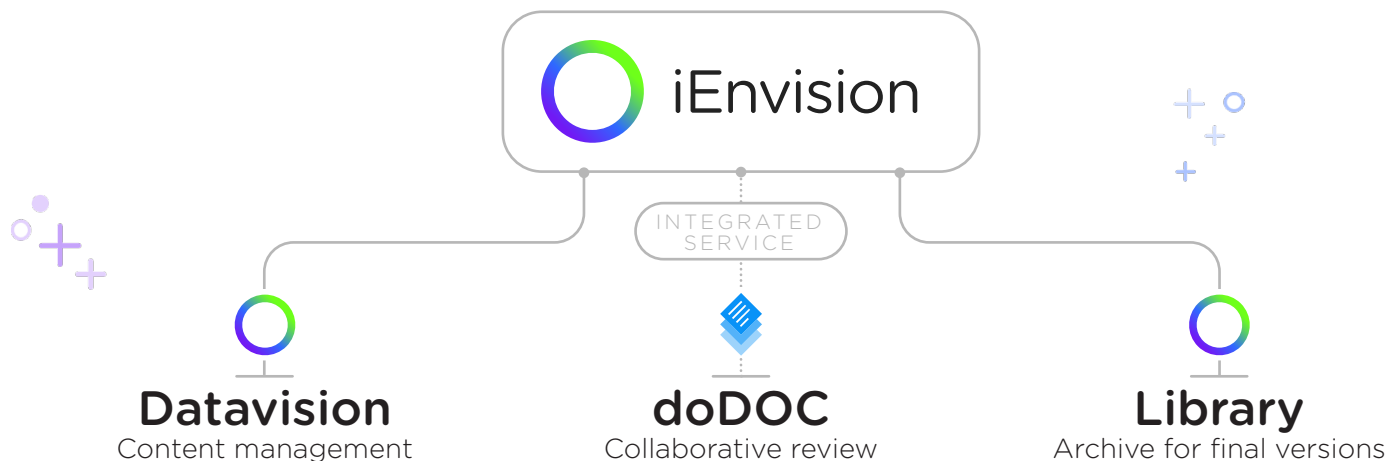 iEnvision
INTEGRATED
SERVICE
Datavision
Content management
doDOC
Collaborative review
Library
Archive for final versions